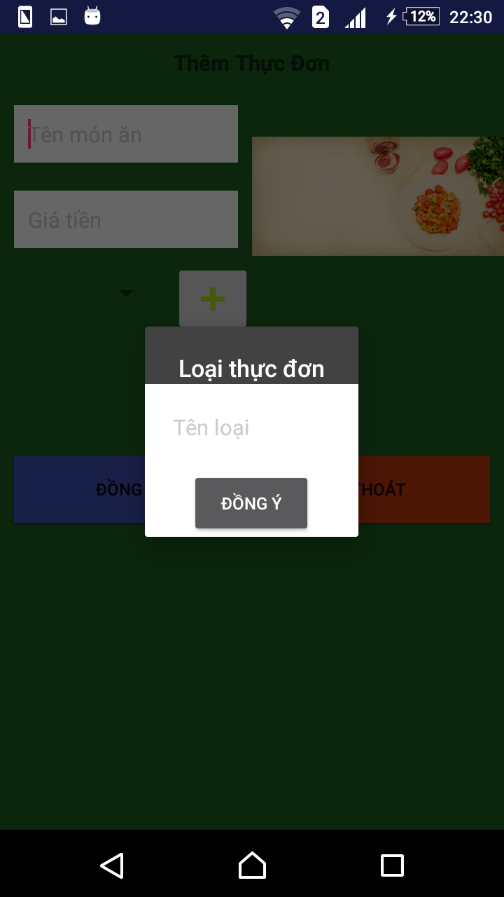 2
12%
22:30
Thêm Thực Đơn
Tên món ăn
Giá tiền
Loại thực đơn
Tên loại
ĐỒNG
HOÁT
ĐỒNG Ý